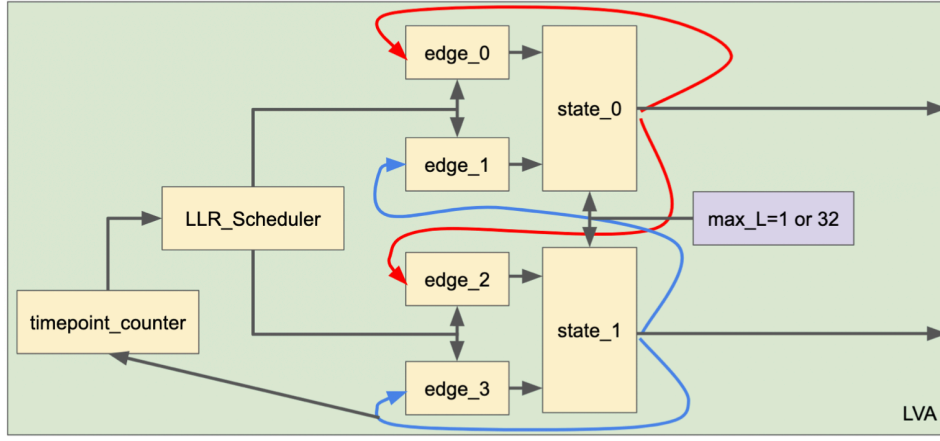 edge_0
state_0
edge_1
LLR_Scheduler
max_L=1 or 32
edge_2
timepoint_counter
state_1
edge_3
LVA